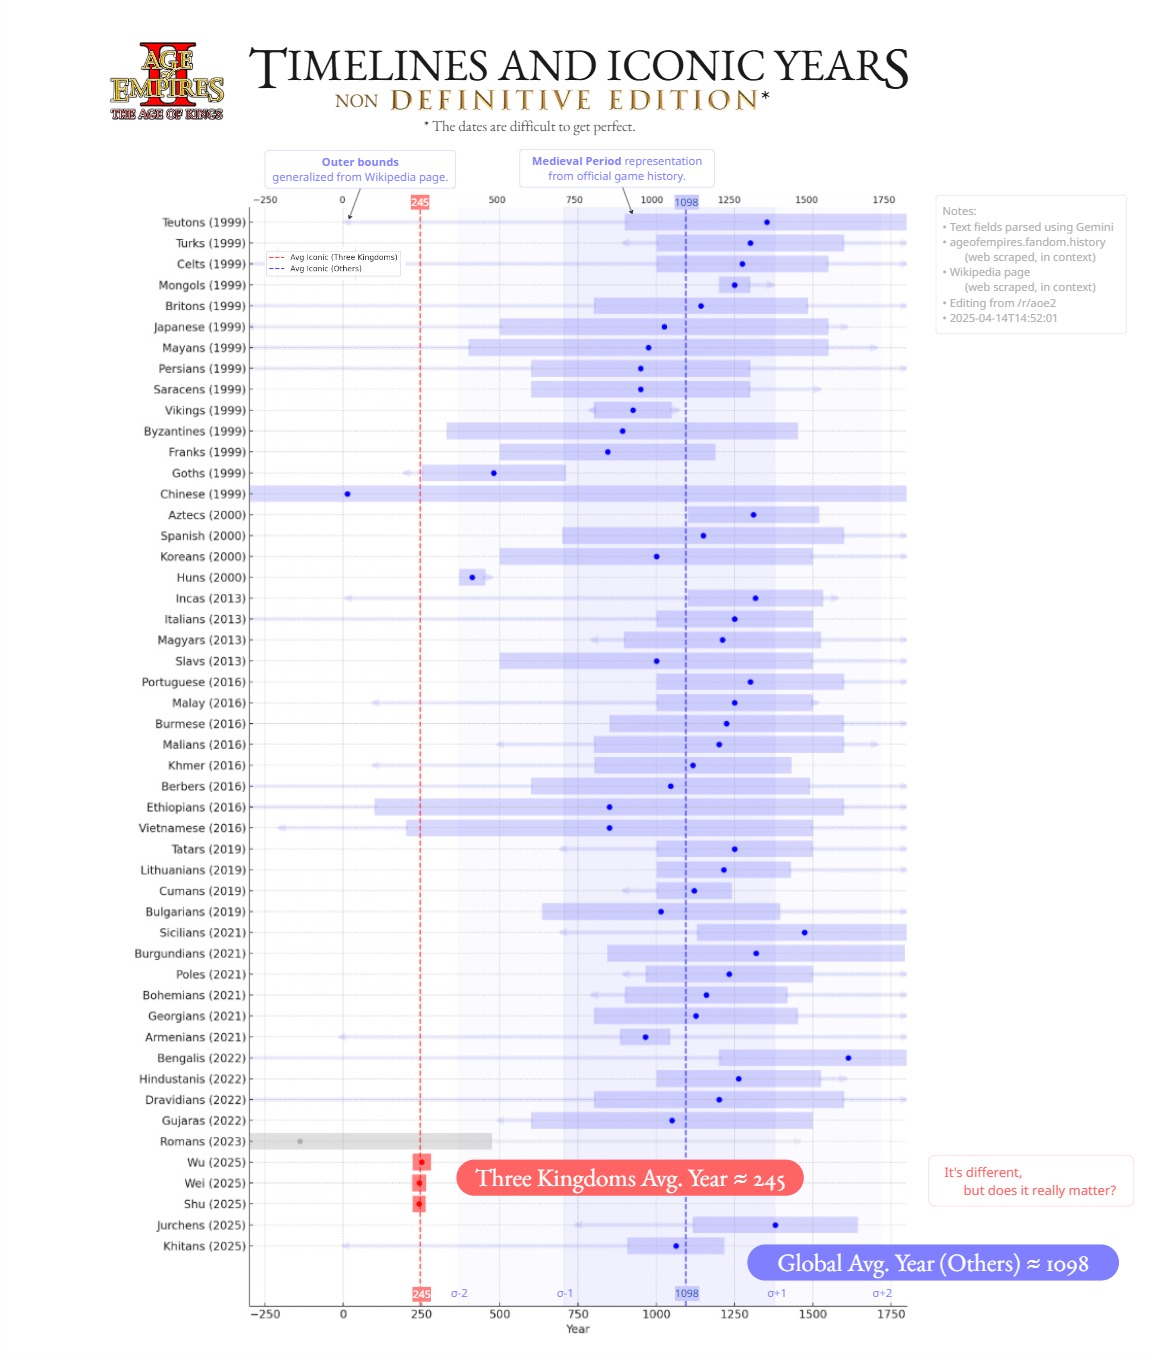 AGE
OF
EMPIRES
II
THE AGE OF KINGS
TIMELINES AND ICONIC YEARS
NON DEFINITIVE EDITION*
* The dates are difficult to get perfect.
Outer bounds
generalized from Wikipedia page.
Medieval Period representation
from official game history.
−250 0 245 500 750 1000 1098 1250 1500 1750
Notes:
• Text fields parsed using Gemini
• ageofempires.fandom.history
(web scraped, in context)
• Wikipedia page
(web scraped, in context)
• Editing from /r/aoe2
• 2025-04-14T14:52:01
Avg Iconic (Three Kingdoms)
Avg Iconic (Others)
Teutons (1999)
Turks (1999)
Celts (1999)
Mongols (1999)
Britons (1999)
Japanese (1999)
Mayans (1999)
Persians (1999)
Saracens (1999)
Vikings (1999)
Byzantines (1999)
Franks (1999)
Goths (1999)
Chinese (1999)
Aztecs (2000)
Spanish (2000)
Koreans (2000)
Huns (2000)
Incas (2013)
Italians (2013)
Magyars (2013)
Slavs (2013)
Portuguese (2016)
Malay (2016)
Burmese (2016)
Malians (2016)
Khmer (2016)
Berbers (2016)
Ethiopians (2016)
Vietnamese (2016)
Tatars (2019)
Lithuanians (2019)
Cumans (2019)
Bulgarians (2019)
Sicilians (2021)
Burgundians (2021)
Poles (2021)
Bohemians (2021)
Georgians (2021)
Armenians (2021)
Bengalis (2022)
Hindustanis (2022)
Dravidians (2022)
Gujaras (2022)
Romans (2023)
Wu (2025)
Wei (2025)
Shu (2025)
Jurchens (2025)
Khitans (2025)
Three Kingdoms Avg. Year ≈ 245
It's different,
but does it really matter?
Global Avg. Year (Others) ≈ 1098
245 σ-2 σ-1 1098 σ+1 σ+2
−250 0 250 500 750 1000 1250 1500 1750
Year